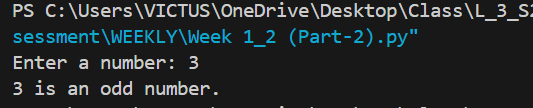 PS C:\Users\VICTUS\OneDrive\Desktop\Class\L_3_S2
sessment\WEEKLY\Week 1_2 (Part-2).py"
Enter a number: 3
3 is an odd number.